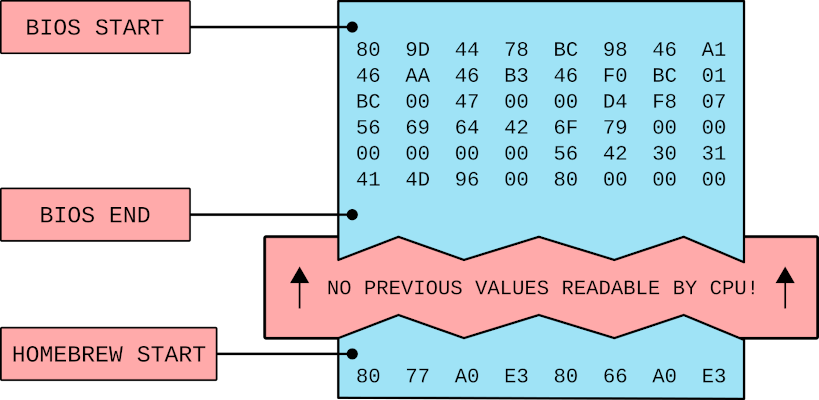 BIOS START
80 9D 44 78 BC 98 46 A1
46 AA 46 B3 46 F0 BC 01
BC 00 47 00 00 D4 F8 07
56 69 64 42 6F 79 00 00
00 00 00 00 56 42 30 31
41 4D 96 00 80 00 00 00
BIOS END
NO PREVIOUS VALUES READABLE BY CPU!
HOMEBREW START
80 77 A0 E3 80 66 A0 E3